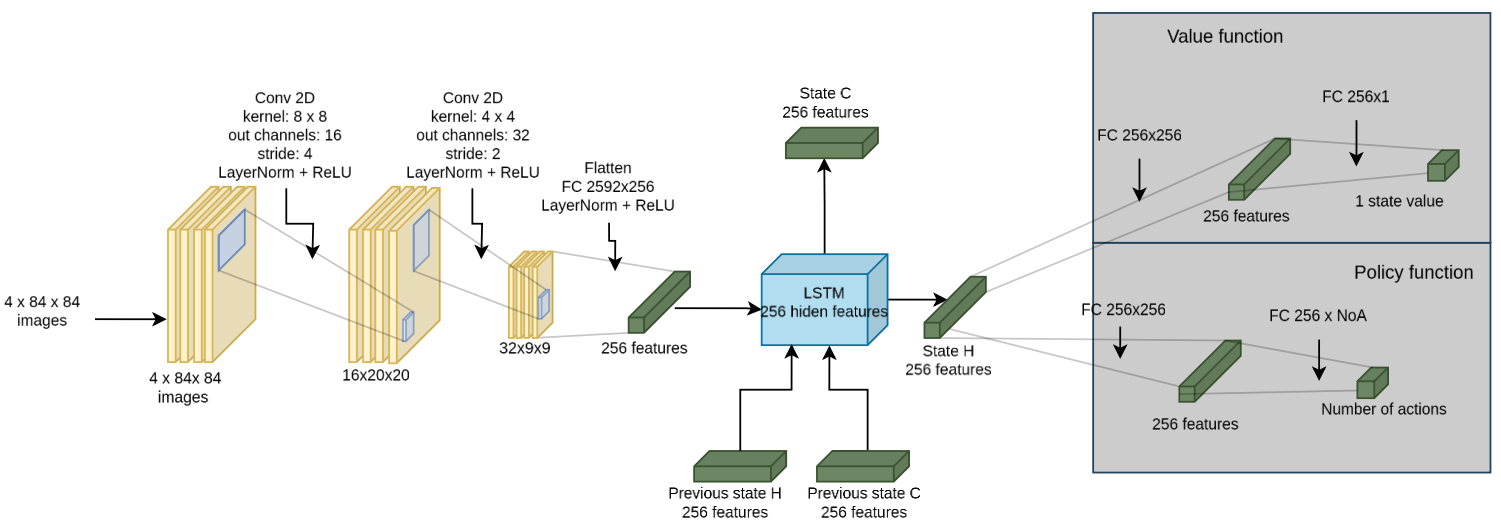 4 x 84 x 84
images
4 x 84x 84
images
Conv 2D
kernel: 8 x 8
out channels: 16
stride: 4
LayerNorm + ReLU
16x20x20
Conv 2D
kernel: 4 x 4
out channels: 32
stride: 2
LayerNorm + ReLU
32x9x9
Flatten
FC 2592x256
LayerNorm + ReLU
256 features
State C
256 features
LSTM
256 hiden features
Previous state H
256 features
Previous state C
256 features
State H
256 features
Value function
FC 256x256
256 features
FC 256x1
1 state value
Policy function
FC 256x256
256 features
FC 256 x NoA
Number of actions